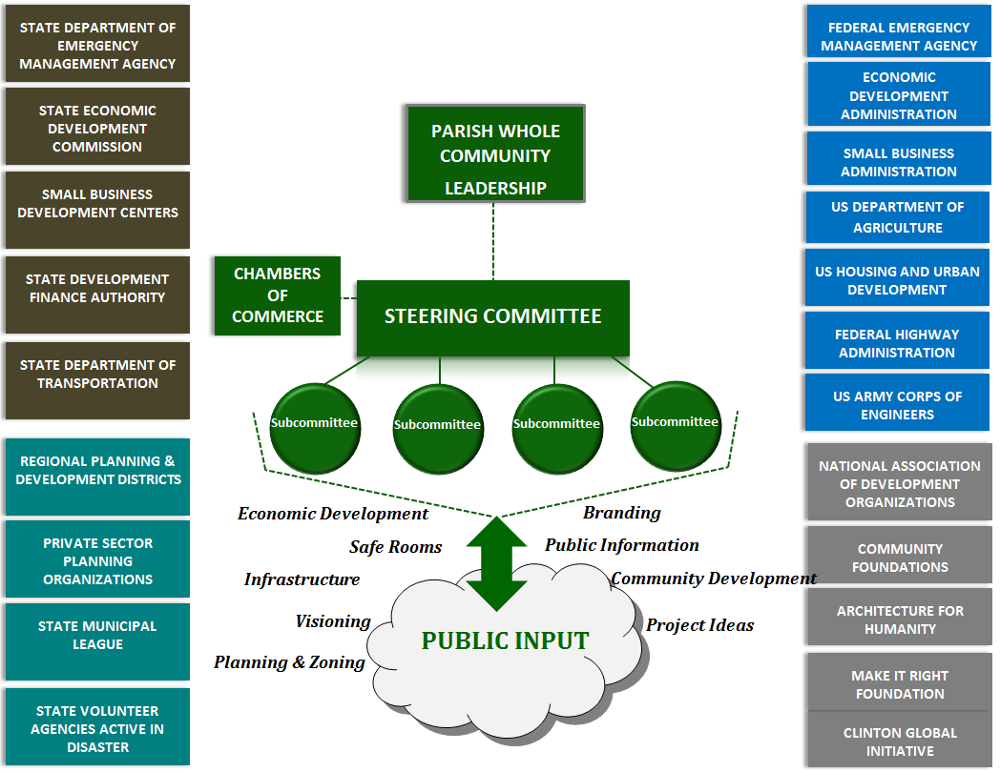 STATE DEPARTMENT OF
EMERGENCY
MANAGEMENT AGENCY
STATE ECONOMIC
DEVELOPMENT
COMMISSION
SMALL BUSINESS
DEVELOPMENT CENTERS
STATE DEVELOPMENT
FINANCE AUTHORITY
STATE DEPARTMENT OF
TRANSPORTATION
REGIONAL PLANNING &
DEVELOPMENT DISTRICTS
PRIVATE SECTOR
PLANNING
ORGANIZATIONS
STATE MUNICIPAL
LEAGUE
STATE VOLUNTEER
AGENCIES ACTIVE IN
DISASTER
PARISH WHOLE
COMMUNITY
LEADERSHIP
CHAMBERS
OF
COMMERCE
STEERING COMMITTEE
Subcommittee
Subcommittee
Subcommittee
Subcommittee
Economic Development
Safe Rooms
Infrastructure
Visioning
Planning & Zoning
Branding
Public Information
Community Development
Project Ideas
PUBLIC INPUT
FEDERAL EMERGENCY
MANAGEMENT AGENCY
ECONOMIC
DEVELOPMENT
ADMINISTRATION
SMALL BUSINESS
ADMINISTRATION
US DEPARTMENT OF
AGRICULTURE
US HOUSING AND URBAN
DEVELOPMENT
FEDERAL HIGHWAY
ADMINISTRATION
US ARMY CORPS OF
ENGINEERS
NATIONAL ASSOCIATION
OF DEVELOPMENT
ORGANIZATIONS
COMMUNITY
FOUNDATIONS
ARCHITECTURE FOR
HUMANITY
MAKE IT RIGHT
FOUNDATION
CLINTON GLOBAL
INITIATIVE